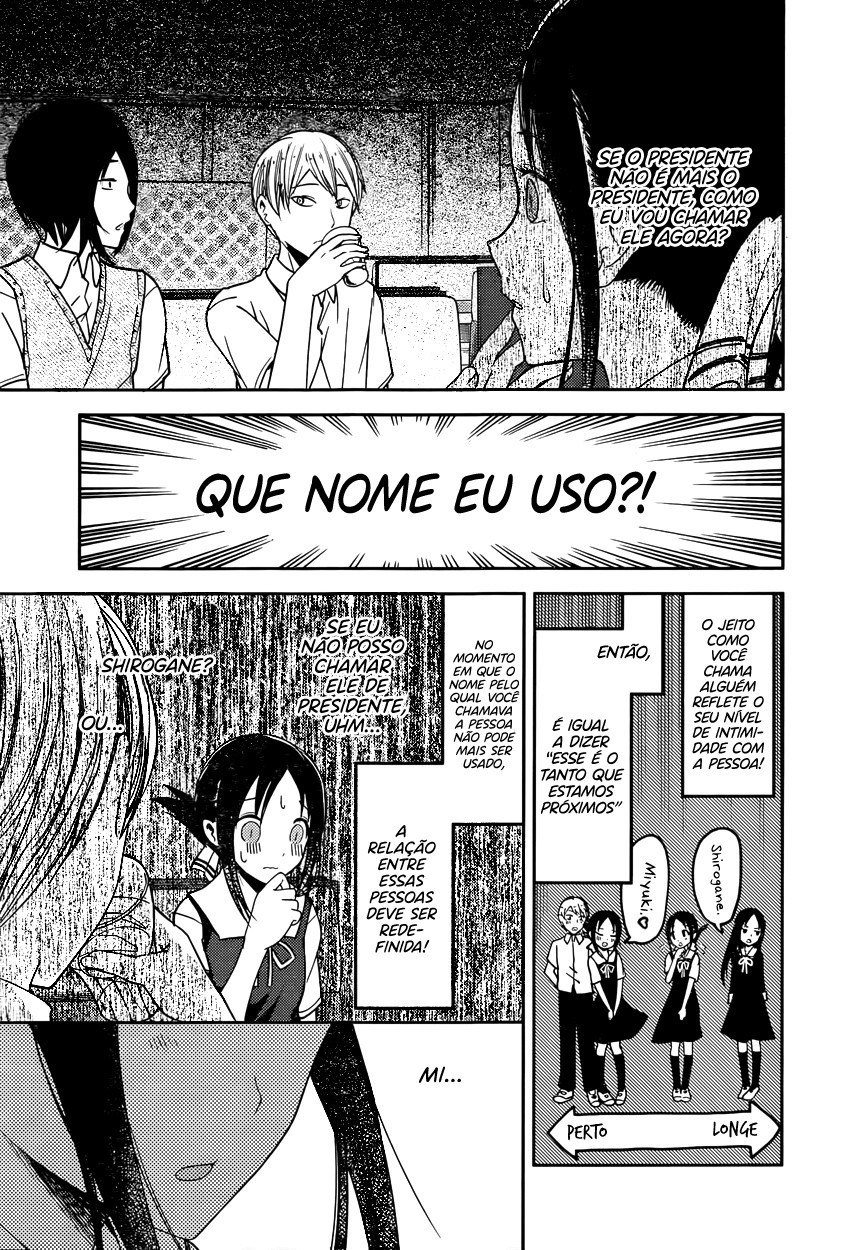 SE O PRESIDENTE
NÃO É MAIS O
PRESIDENTE, COMO
EU VOU CHAMAR
ELE AGORA?
QUE NOME EU USO?!
O JEITO
COMO
VOCÊ
CHAMA
ALGUÉM
REFLETE O
SEU NÍVEL
DE INTIMI-
DADE COM
A PESSOA!
ENTÃO,
É IGUAL
A DIZER
"ESSE É O
TANTO QUE
ESTAMOS
PRÓXIMOS"
Shirogane.
Miyuki.♡
PERTO
LONGE
NO
MOMENTO
EM QUE O
NOME PELO
QUAL VOCÊ
CHAMAVA
A PESSOA
NÃO PODE
MAIS SER
USADO,
A
RELAÇÃO
ENTRE
ESSAS
PESSOAS
DEVE SER
REDE-
FINIDA!
SE EU
NÃO POSSO
CHAMAR
ELE DE
PRESIDENTE,
UHM...
SHIROGANE?
OU...
MI...